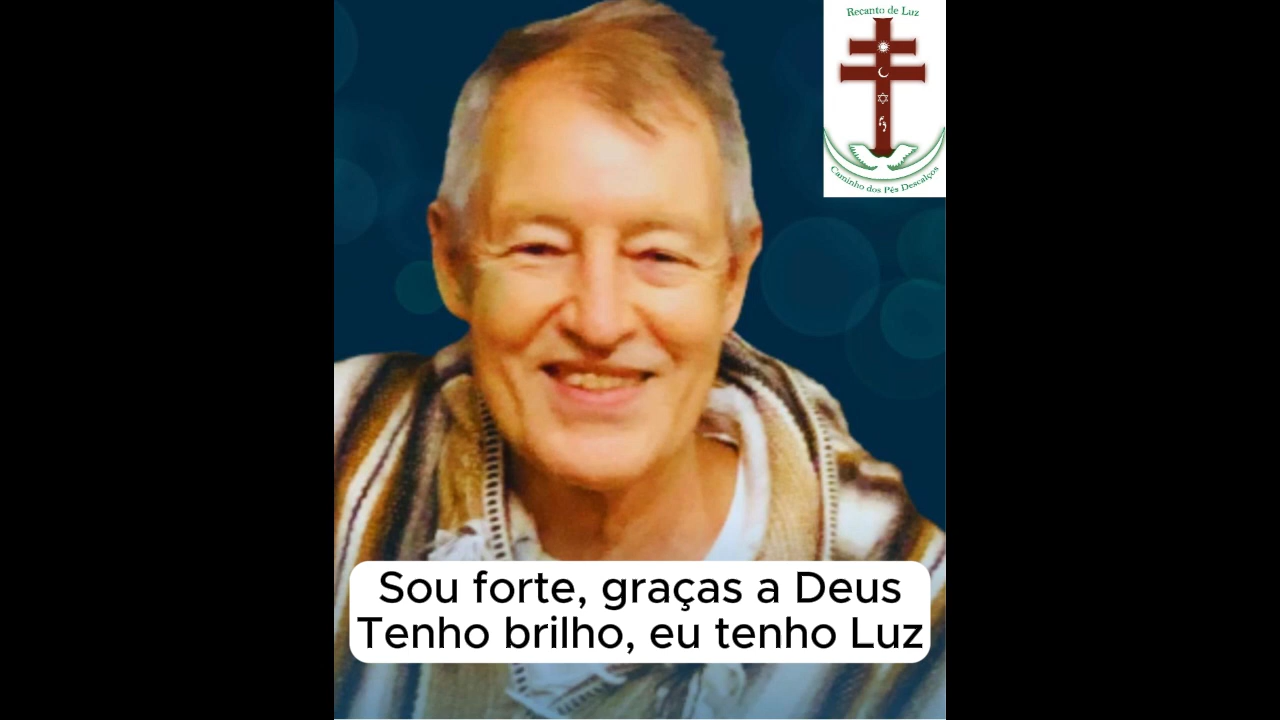 Recanto de Luz
Caminho dos Pés Descalços
Sou forte, graças a Deus
Tenho brilho, eu tenho Luz